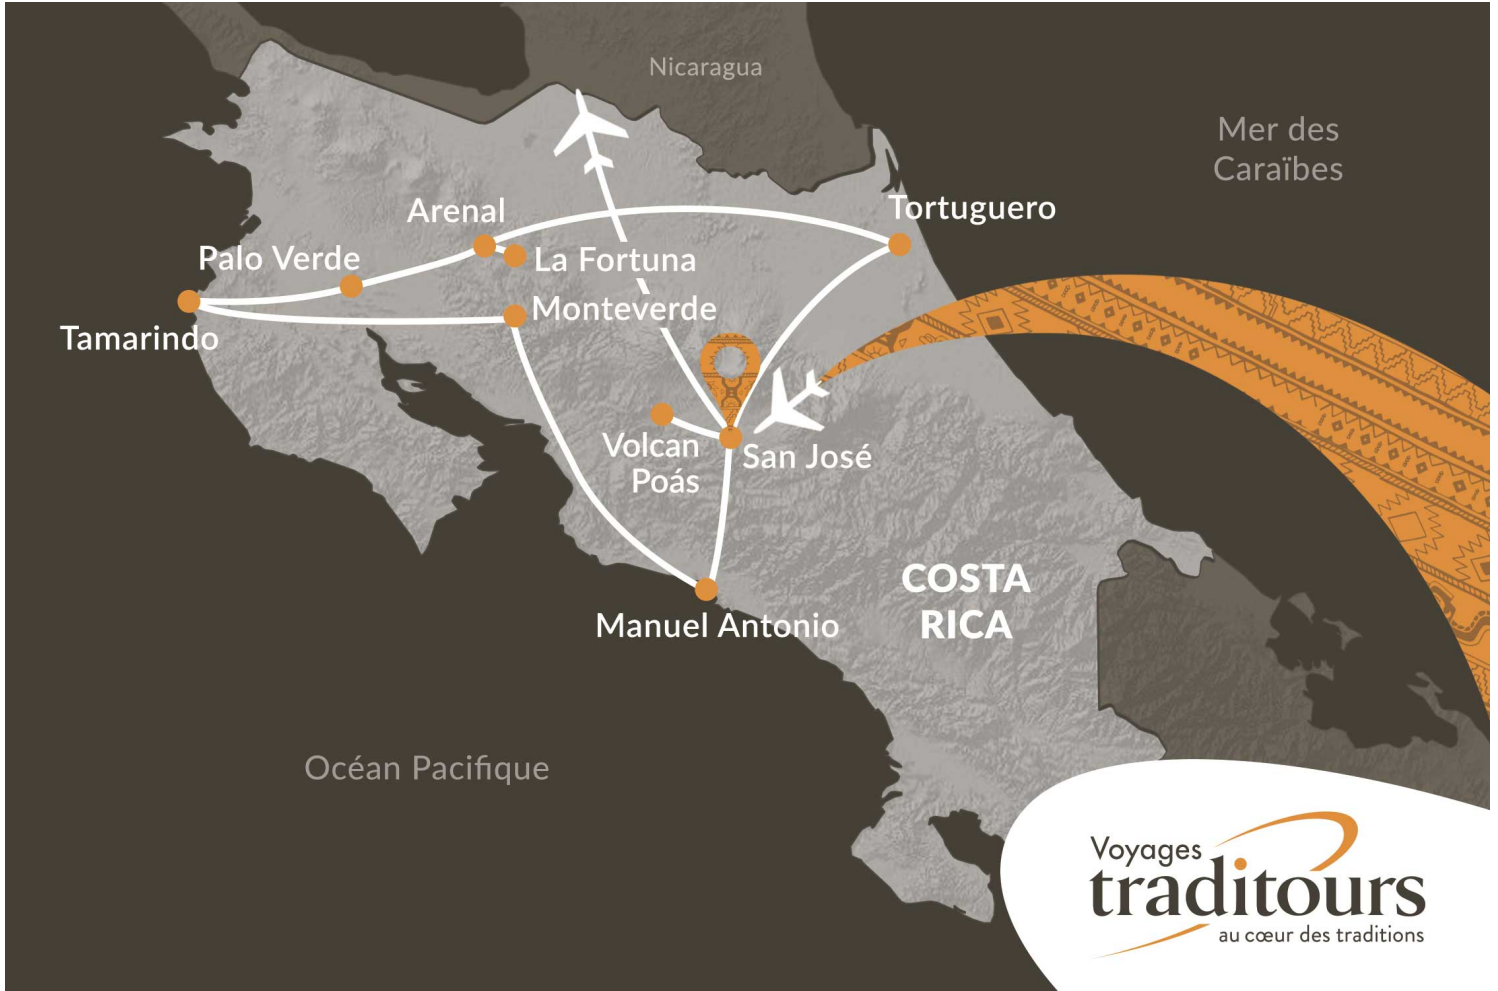 Nicaragua
Mer des
Caraïbes
Arenal
Tortuguero
Palo Verde
La Fortuna
Monteverde
Tamarindo
Volcan
Poás
San José
COSTA
RICA
Manuel Antonio
Océan Pacifique
Voyages
traditours
au cœur des traditions